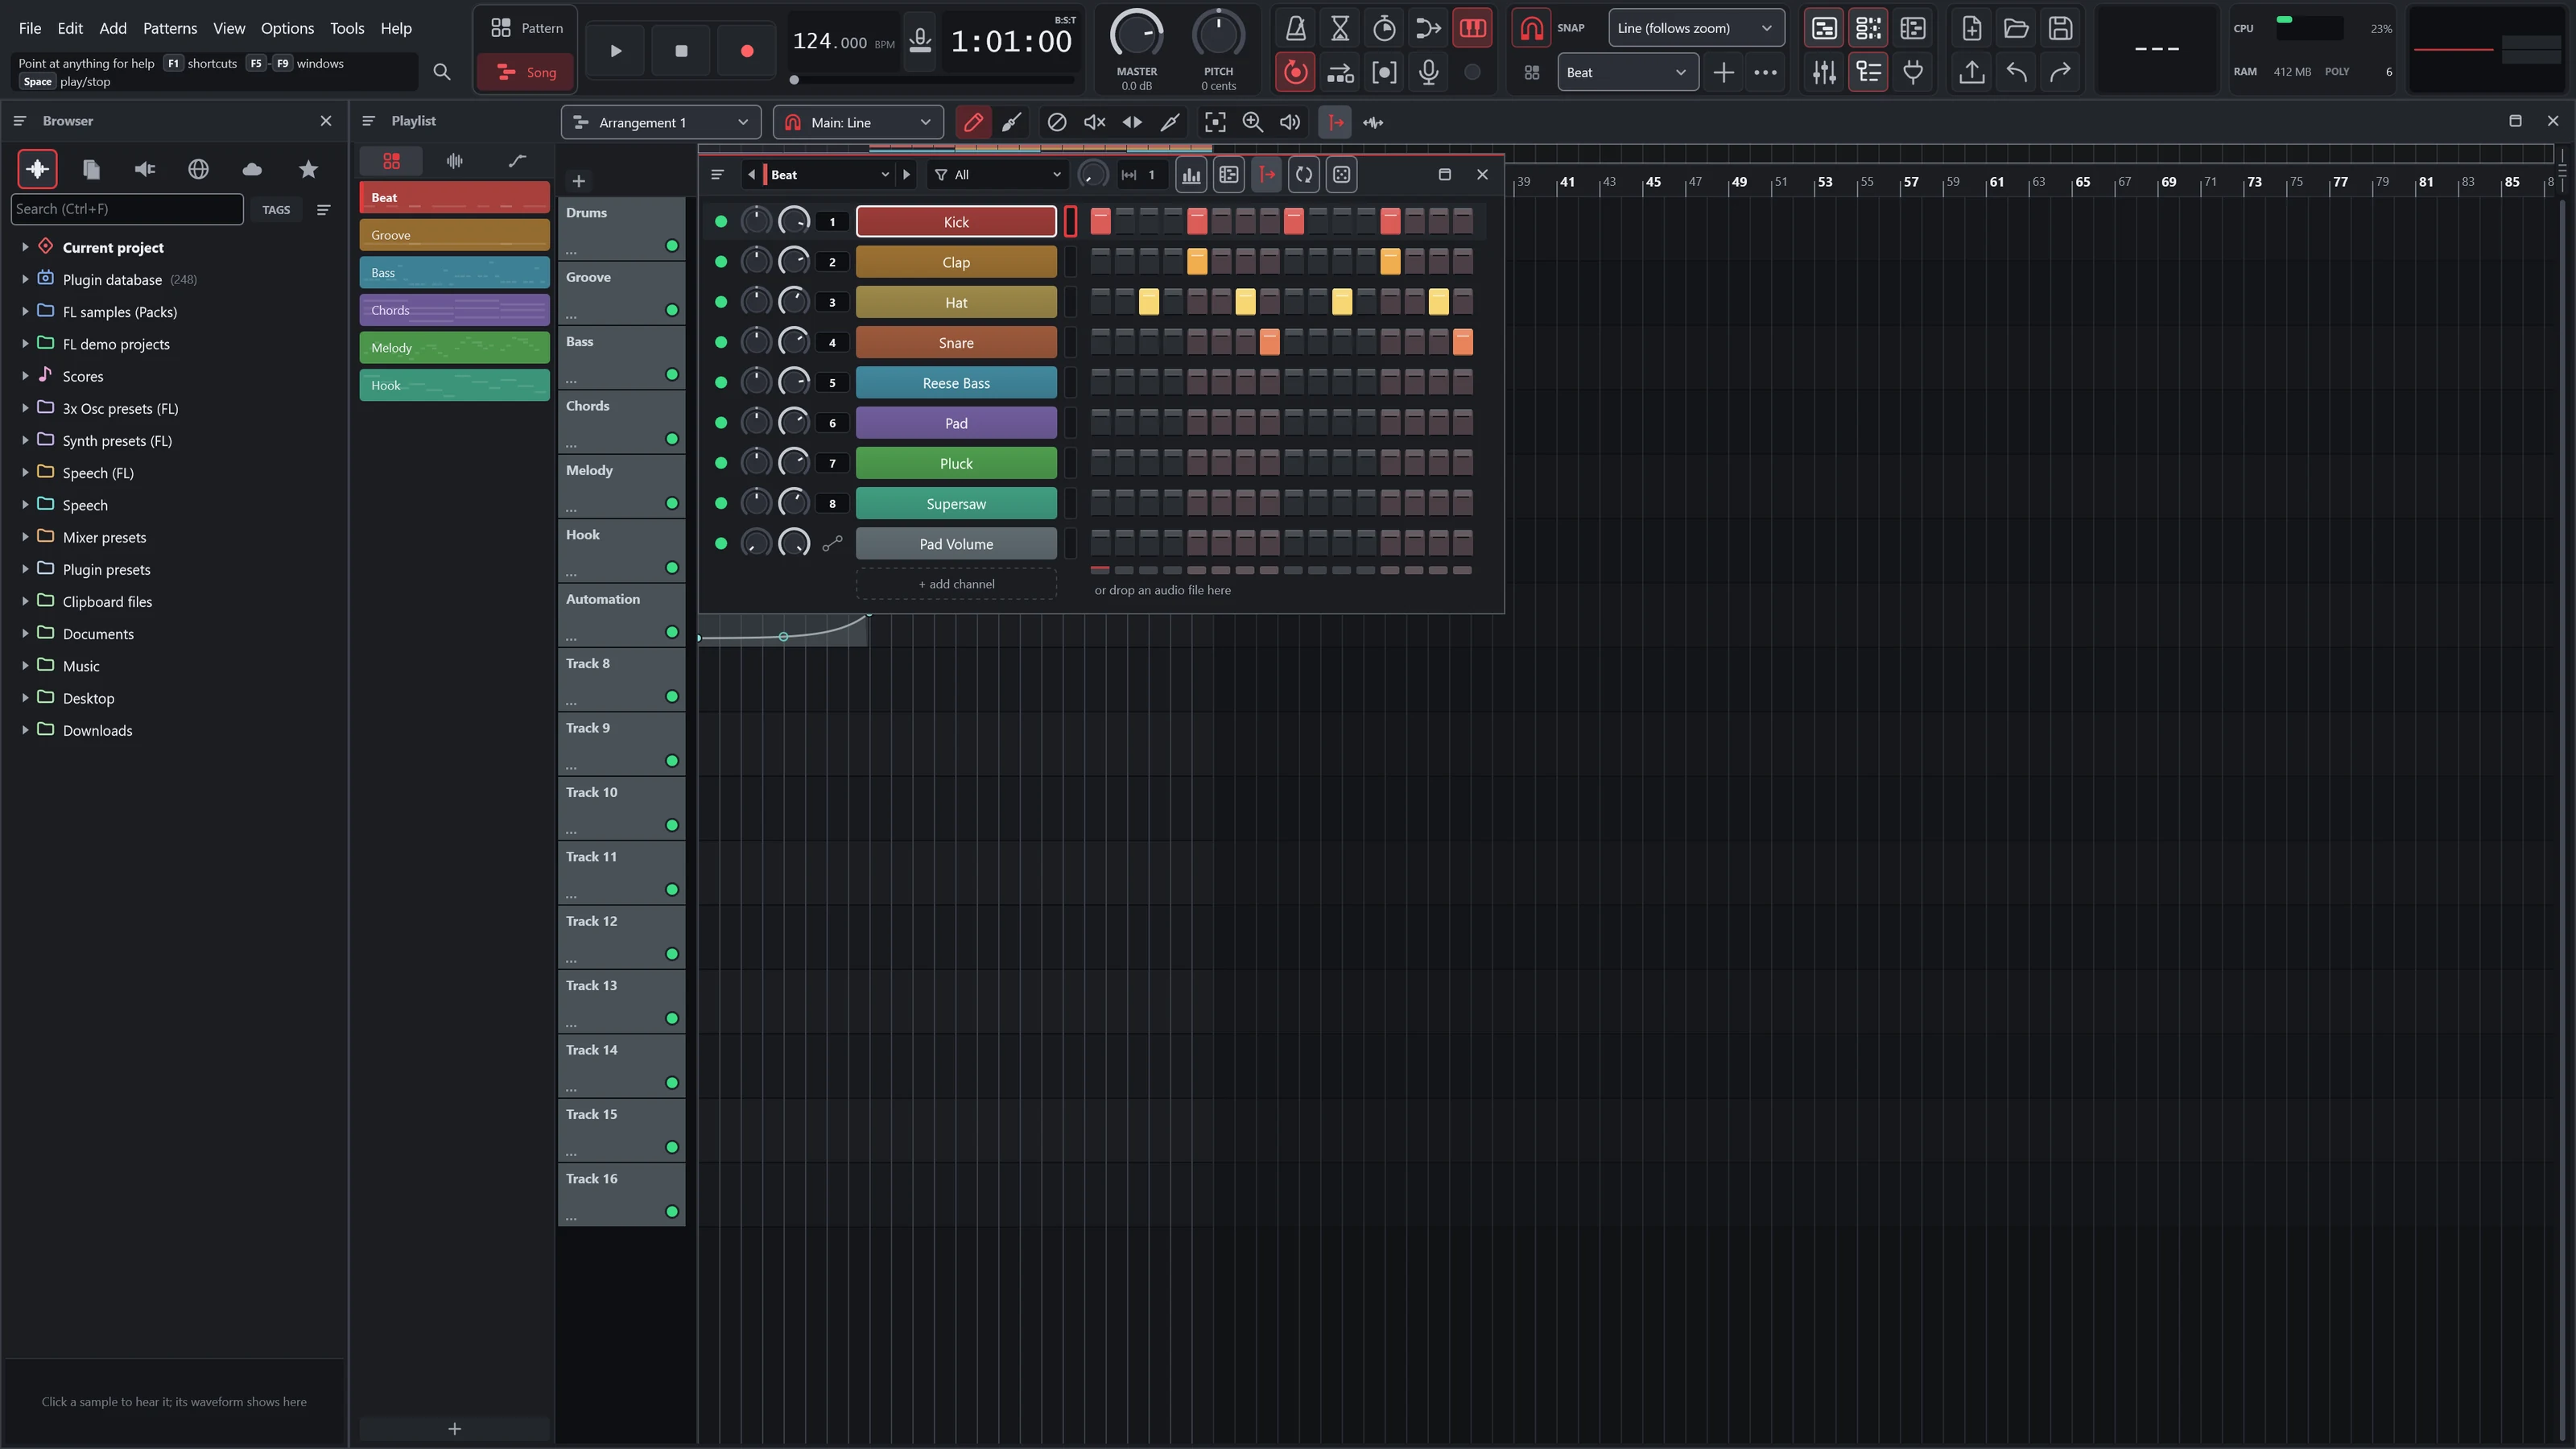 File Edit Add Patterns View Options Tools Help
Point at anything for help F1 shortcuts F5 - F9 windows
Space play/stop
Pattern
Song
124.000 BPM
B:S:T
1:01:00
MASTER
0.0 dB
PITCH
0 cents
SNAP
Line (follows zoom)
Beat
CPU 23%
RAM 412 MB POLY 6
Browser
Playlist
Arrangement 1
Main: Line
Search (Ctrl+F)
TAGS
Current project
Plugin database (248)
FL samples (Packs)
FL demo projects
Scores
3x Osc presets (FL)
Synth presets (FL)
Speech (FL)
Speech
Mixer presets
Plugin presets
Clipboard files
Documents
Music
Desktop
Downloads
Click a sample to hear it; its waveform shows here
Beat
Groove
Bass
Chords
Melody
Hook
Drums
...
Groove
...
Bass
...
Chords
...
Melody
...
Hook
...
Automation
...
Track 8
...
Track 9
...
Track 10
...
Track 11
...
Track 12
...
Track 13
...
Track 14
...
Track 15
...
Track 16
...
Beat
All
1
1 Kick
2 Clap
3 Hat
4 Snare
5 Reese Bass
6 Pad
7 Pluck
8 Supersaw
Pad Volume
+ add channel
or drop an audio file here
39 41 43 45 47 49 51 53 55 57 59 61 63 65 67 69 71 73 75 77 79 81 83 85 8